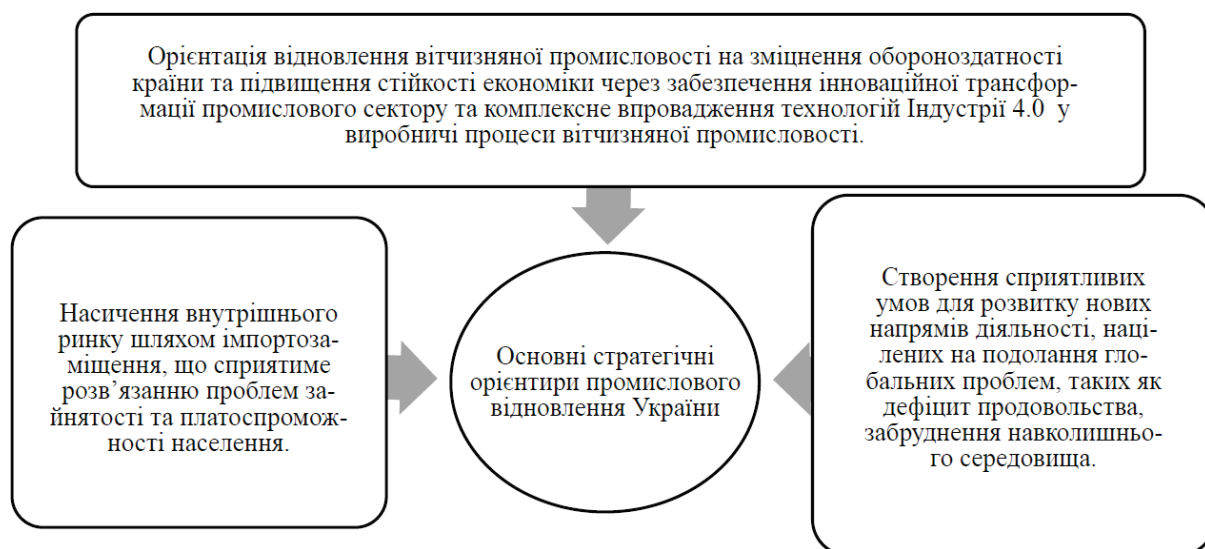 Орієнтація відновлення вітчизняної промисловості на зміцнення обороноздатності
країни та підвищення стійкості економіки через забезпечення інноваційної трансфор-
мації промислового сектору та комплексне впровадження технологій Індустрії 4.0 у
виробничі процеси вітчизняної промисловості.
Насичення внутрішнього
ринку шляхом імпортоза-
міщення, що сприятиме
розв’язанню проблем за-
йнятості та платоспромож-
ності населення.
Основні стратегічні
орієнтири промислового
відновлення України
Створення сприятливих
умов для розвитку нових
напрямів діяльності, наці-
лених на подолання гло-
бальних проблем, таких як
дефіцит продовольства,
забруднення навколишньо-
го середовища.